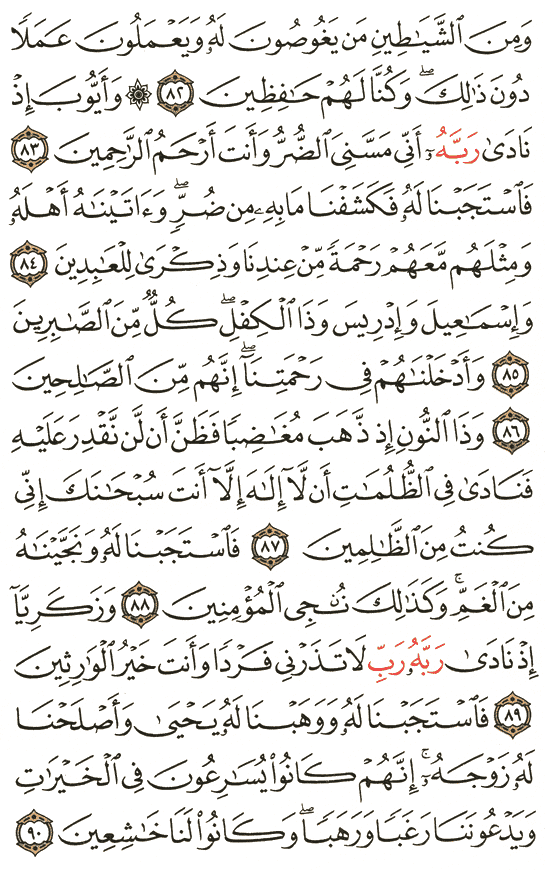 وَمِنَ ٱلشَّيَٰطِينِ مَن يَغُوصُونَ لَهُۥ وَيَعْمَلُونَ عَمَلًا
دُونَ ذَٰلِكَ ۖ وَكُنَّا لَهُمْ حَٰفِظِينَ ٨٢ ۞ وَأَيُّوبَ إِذْ
نَادَىٰ رَبَّهُۥٓ أَنِّى مَسَّنِىَ ٱلضُّرُّ وَأَنتَ أَرْحَمُ ٱلرَّٰحِمِينَ ٨٣
فَٱسْتَجَبْنَا لَهُۥ فَكَشَفْنَا مَا بِهِۦ مِن ضُرٍّ ۖ وَءَاتَيْنَٰهُ أَهْلَهُۥ
وَمِثْلَهُم مَّعَهُمْ رَحْمَةً مِّنْ عِندِنَا وَذِكْرَىٰ لِلْعَٰبِدِينَ ٨٤
وَإِسْمَٰعِيلَ وَإِدْرِيسَ وَذَا ٱلْكِفْلِ ۖ كُلٌّ مِّنَ ٱلصَّٰبِرِينَ
٨٥ وَأَدْخَلْنَٰهُمْ فِى رَحْمَتِنَآ ۖ إِنَّهُم مِّنَ ٱلصَّٰلِحِينَ
٨٦ وَذَا ٱلنُّونِ إِذ ذَّهَبَ مُغَٰضِبًا فَظَنَّ أَن لَّن نَّقْدِرَ عَلَيْهِ
فَنَادَىٰ فِى ٱلظُّلُمَٰتِ أَن لَّآ إِلَٰهَ إِلَّآ أَنتَ سُبْحَٰنَكَ إِنِّى
كُنتُ مِنَ ٱلظَّٰلِمِينَ ٨٧ فَٱسْتَجَبْنَا لَهُۥ وَنَجَّيْنَٰهُ
مِنَ ٱلْغَمِّ ۚ وَكَذَٰلِكَ نُۨجِى ٱلْمُؤْمِنِينَ ٨٨ وَزَكَرِيَّآ
إِذْ نَادَىٰ رَبَّهُۥ رَبِّ لَا تَذَرْنِى فَرْدًا وَأَنتَ خَيْرُ ٱلْوَٰرِثِينَ
٨٩ فَٱسْتَجَبْنَا لَهُۥ وَوَهَبْنَا لَهُۥ يَحْيَىٰ وَأَصْلَحْنَا
لَهُۥ زَوْجَهُۥٓ ۚ إِنَّهُمْ كَانُوا۟ يُسَٰرِعُونَ فِى ٱلْخَيْرَٰتِ
وَيَدْعُونَنَا رَغَبًا وَرَهَبًا ۖ وَكَانُوا۟ لَنَا خَٰشِعِينَ ٩٠